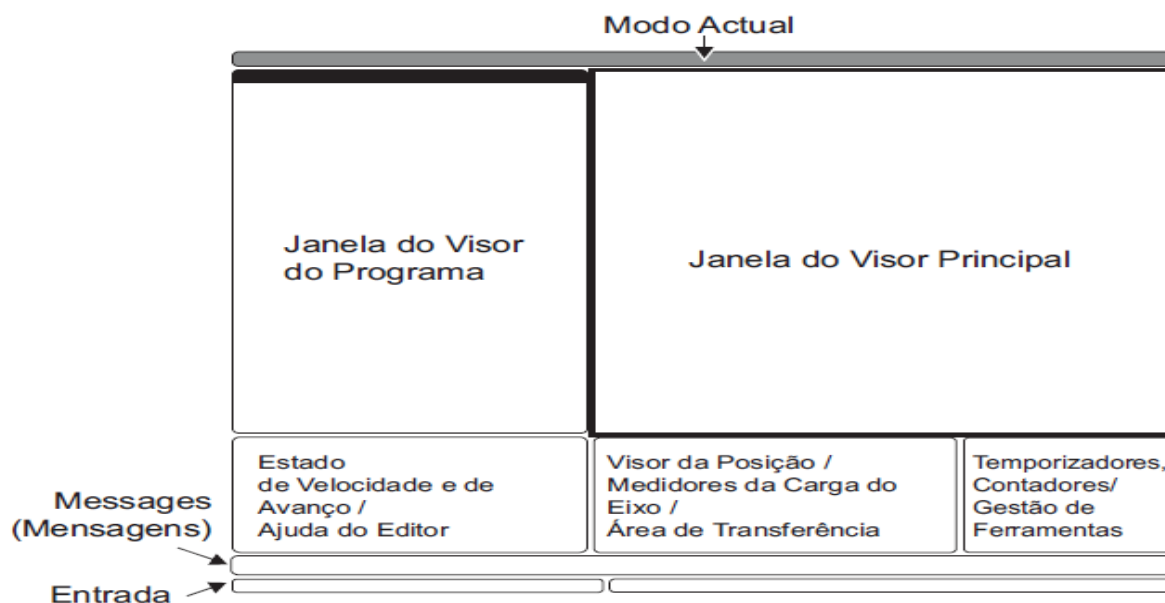 Modo Actual
Janela do Visor
do Programa
Janela do Visor Principal
Estado
de Velocidade e de
Avanço /
Ajuda do Editor
Visor da Posição /
Medidores da Carga do
Eixo /
Área de Transferência
Temporizadores,
Contadores/
Gestão de
Ferramentas
Messages
(Mensagens)
Entrada